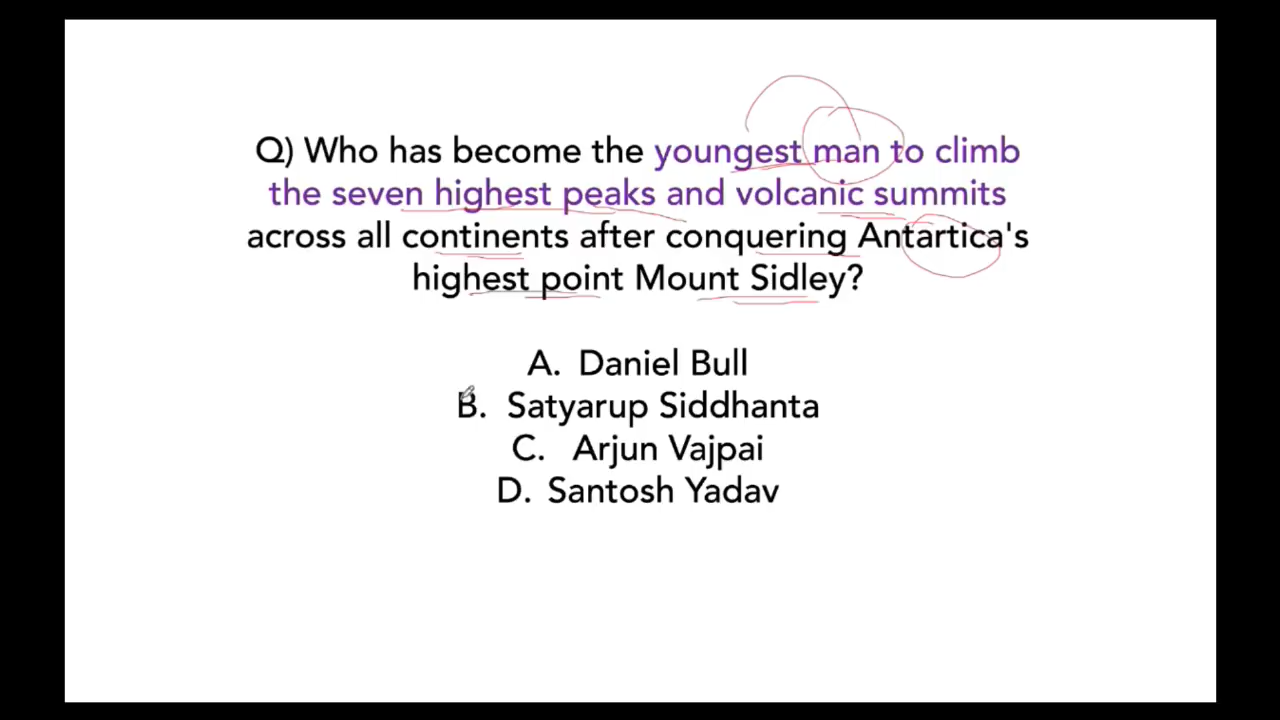 Q) Who has become the youngest man to climb
the seven highest peaks and volcanic summits
across all continents after conquering Antartica's
highest point Mount Sidley?
A. Daniel Bull
B. Satyarup Siddhanta
C. Arjun Vajpai
D. Santosh Yadav